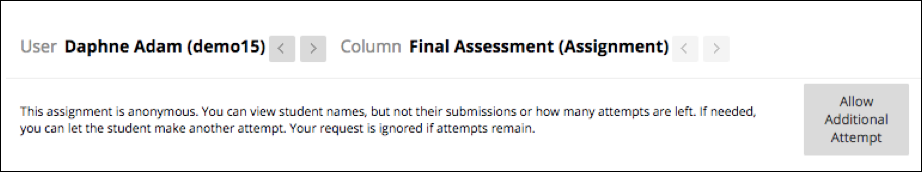 User Daphne Adam (demo15) < > Column Final Assessment (Assignment) < >
This assignment is anonymous. You can view student names, but not their submissions or how many attempts are left. If needed,
you can let the student make another attempt. Your request is ignored if attempts remain.
Allow
Additional
Attempt